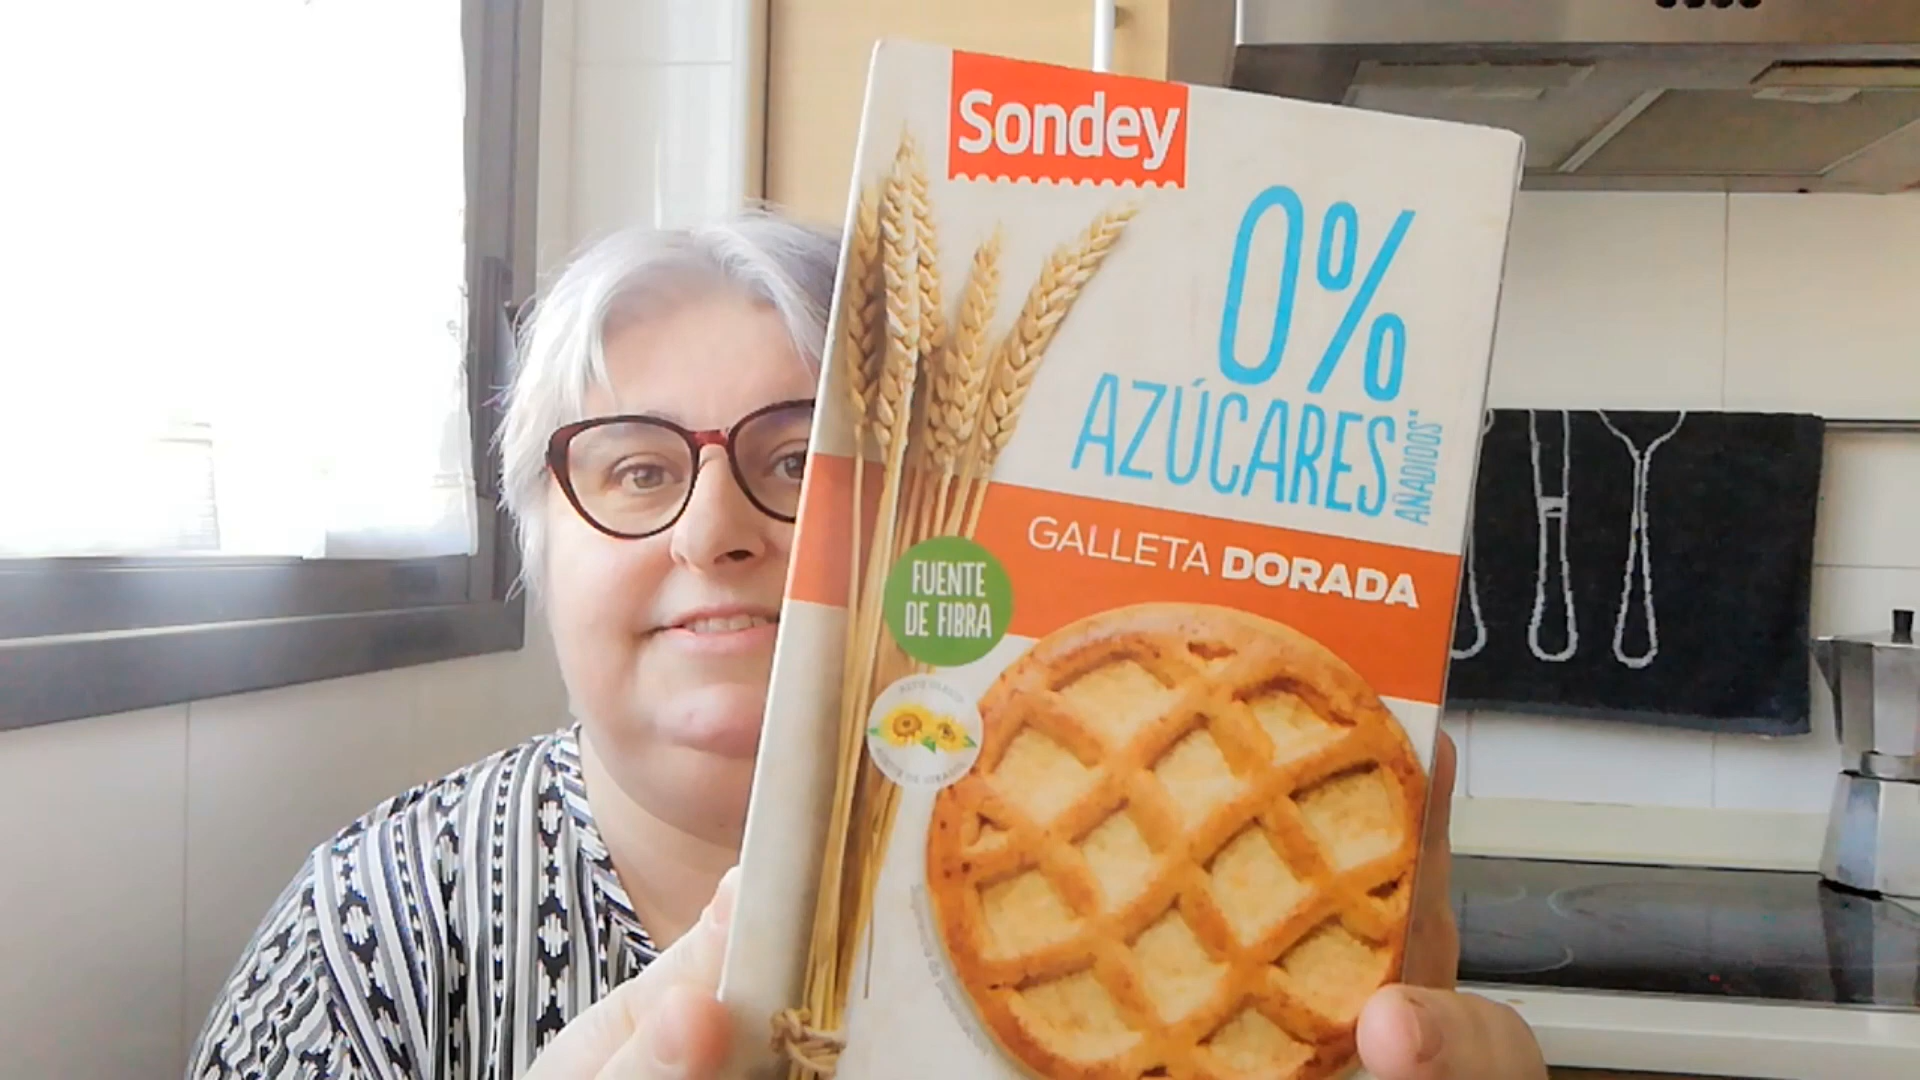 Sondey
0%
AZÚCARES
AÑADIDOS**
GALLETA DORADA
FUENTE
DE FIBRA